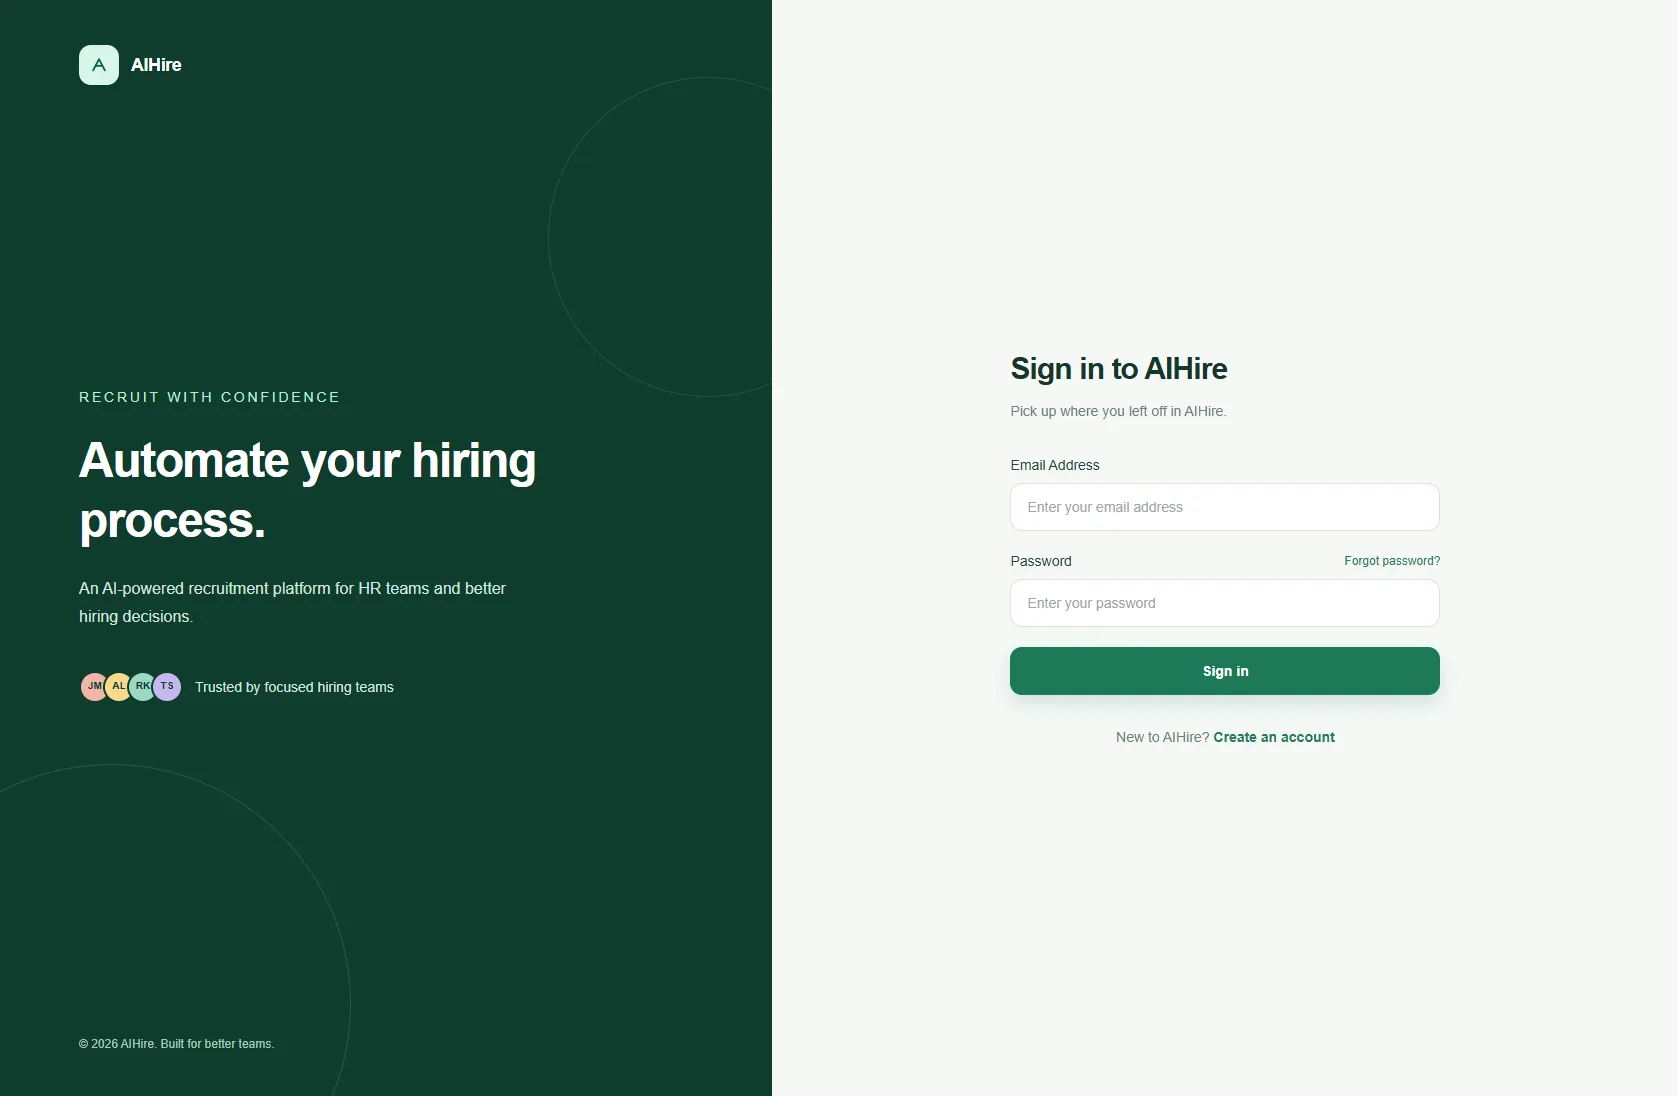 A
AIHire
RECRUIT WITH CONFIDENCE
Automate your hiring
process.
An AI-powered recruitment platform for HR teams and better
hiring decisions.
JM AL RK TS Trusted by focused hiring teams
© 2026 AIHire. Built for better teams.
Sign in to AIHire
Pick up where you left off in AIHire.
Email Address
Enter your email address
Password Forgot password?
Enter your password
Sign in
New to AIHire? Create an account